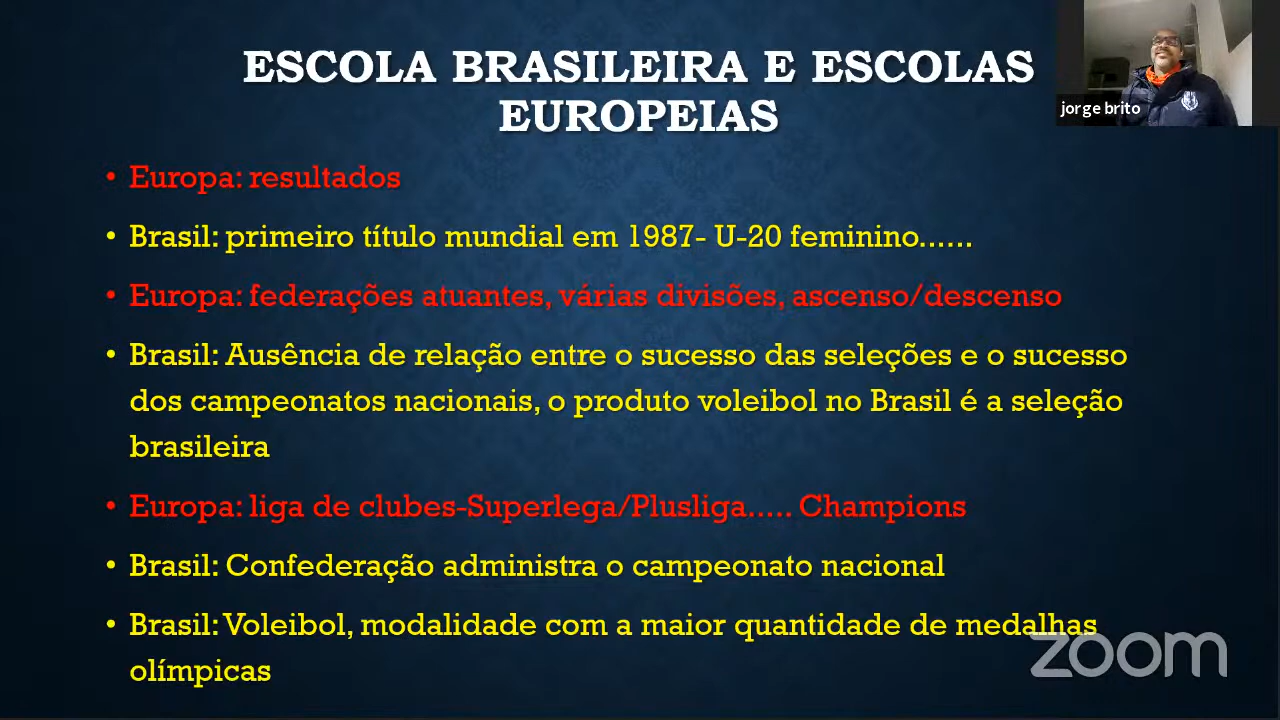 ESCOLA BRASILEIRA E ESCOLAS
EUROPEIAS
jorge brito
• Europa: resultados
• Brasil: primeiro título mundial em 1987- U-20 feminino......
• Europa: federações atuantes, várias divisões, ascenso/descenso
• Brasil: Ausência de relação entre o sucesso das seleções e o sucesso
dos campeonatos nacionais, o produto voleibol no Brasil é a seleção
brasileira
• Europa: liga de clubes-Superlega/Plusliga..... Champions
• Brasil: Confederação administra o campeonato nacional
• Brasil: Voleibol, modalidade com a maior quantidade de medalhas
olímpicas
zoom